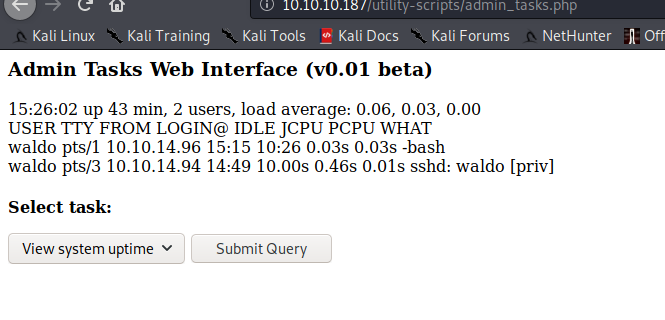 10.10.10.187/utility-scripts/admin_tasks.php
Kali Linux Kali Training Kali Tools Kali Docs Kali Forums NetHunter Off
Admin Tasks Web Interface (v0.01 beta)
15:26:02 up 43 min, 2 users, load average: 0.06, 0.03, 0.00
USER TTY FROM LOGIN@ IDLE JCPU PCPU WHAT
waldo pts/1 10.10.14.96 15:15 10:26 0.03s 0.03s -bash
waldo pts/3 10.10.14.94 14:49 10.00s 0.46s 0.01s sshd: waldo [priv]
Select task:
View system uptime Submit Query